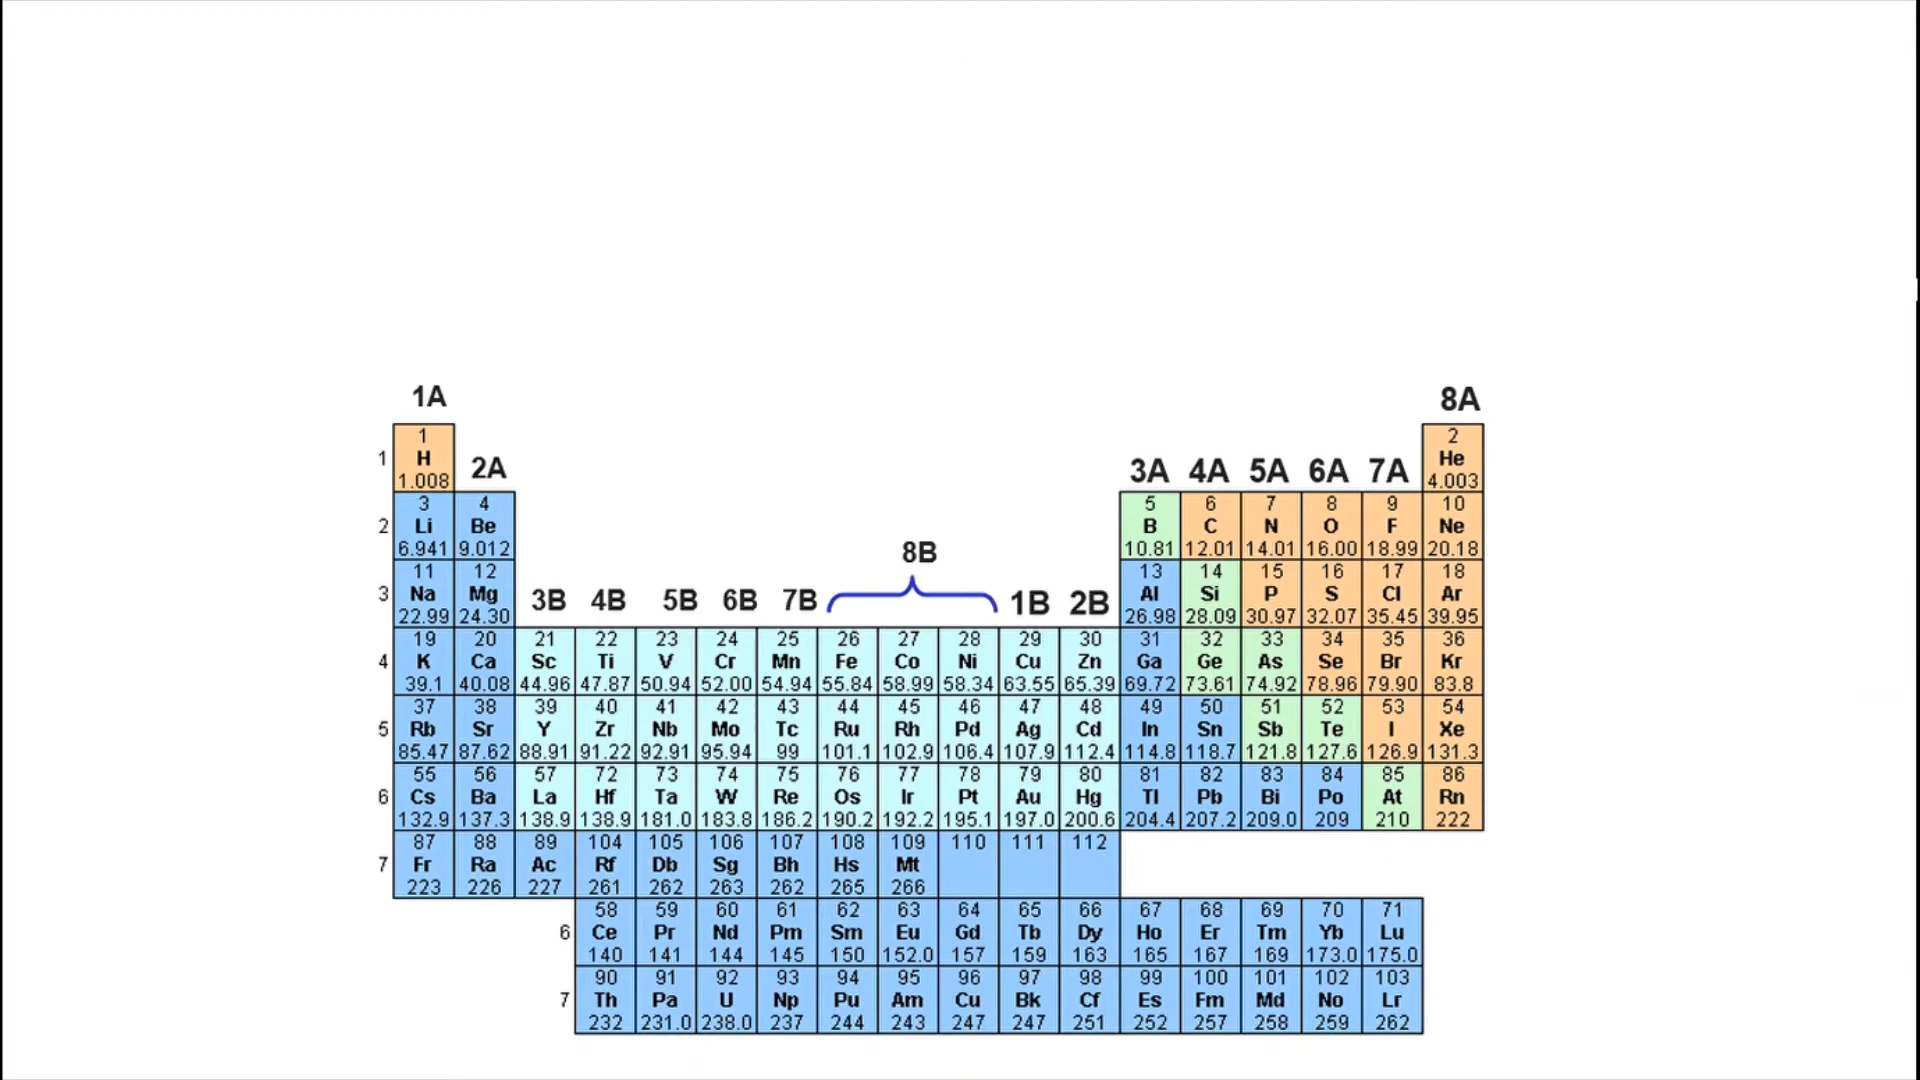 1A 8A
1 2
1 H He
1.008 2A 3A 4A 5A 6A 7A 4.003
3 4 5 6 7 8 9 10
2 Li Be B C N O F Ne
6.941 9.012 8B 10.81 12.01 14.01 16.00 18.99 20.18
11 12 13 14 15 16 17 18
3 Na Mg 3B 4B 5B 6B 7B 1B 2B Al Si P S Cl Ar
22.99 24.30 26.98 28.09 30.97 32.07 35.45 39.95
19 20 21 22 23 24 25 26 27 28 29 30 31 32 33 34 35 36
4 K Ca Sc Ti V Cr Mn Fe Co Ni Cu Zn Ga Ge As Se Br Kr
39.1 40.08 44.96 47.87 50.94 52.00 54.94 55.84 58.99 58.34 63.55 65.39 69.72 73.61 74.92 78.96 79.90 83.8
37 38 39 40 41 42 43 44 45 46 47 48 49 50 51 52 53 54
5 Rb Sr Y Zr Nb Mo Tc Ru Rh Pd Ag Cd In Sn Sb Te I Xe
85.47 87.62 88.91 91.22 92.91 95.94 99 101.1 102.9 106.4 107.9 112.4 114.8 118.7 121.8 127.6 126.9 131.3
55 56 57 72 73 74 75 76 77 78 79 80 81 82 83 84 85 86
6 Cs Ba La Hf Ta W Re Os Ir Pt Au Hg Tl Pb Bi Po At Rn
132.9 137.3 138.9 138.9 181.0 183.8 186.2 190.2 192.2 195.1 197.0 200.6 204.4 207.2 209.0 209 210 222
87 88 89 104 105 106 107 108 109 110 111 112
7 Fr Ra Ac Rf Db Sg Bh Hs Mt
223 226 227 261 262 263 262 265 266
58 59 60 61 62 63 64 65 66 67 68 69 70 71
6 Ce Pr Nd Pm Sm Eu Gd Tb Dy Ho Er Tm Yb Lu
140 141 144 145 150 152.0 157 159 163 165 167 169 173.0 175.0
90 91 92 93 94 95 96 97 98 99 100 101 102 103
7 Th Pa U Np Pu Am Cu Bk Cf Es Fm Md No Lr
232 231.0 238.0 237 244 243 247 247 251 252 257 258 259 262